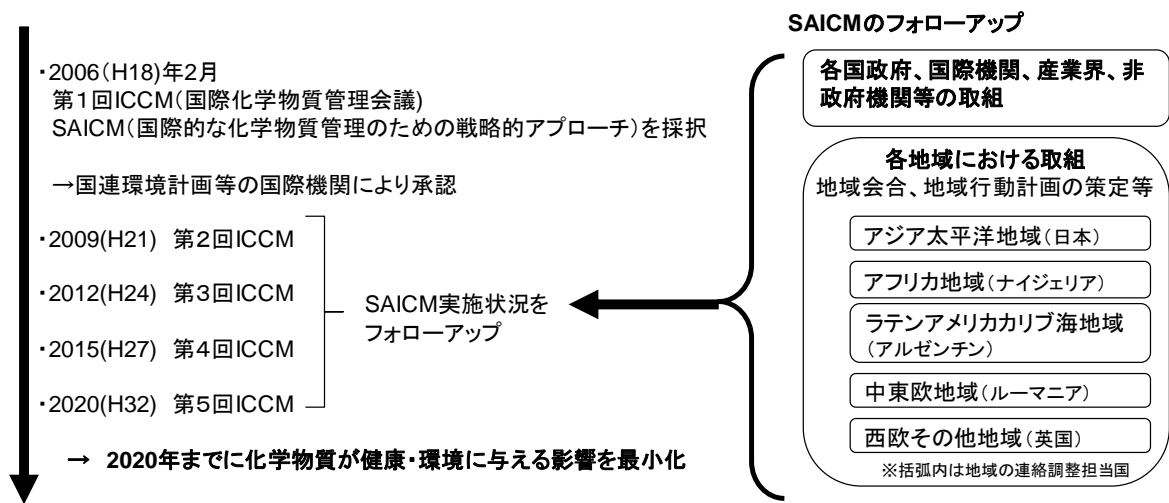 ・2006（H18）年2月
第１回ICCM（国際化学物質管理会議)
SAICM（国際的な化学物質管理のための戦略的アプローチ）を採択
→国連環境計画等の国際機関により承認
・2009(H21)　第２回ICCM
・2012(H24)　第３回ICCM
・2015(H27)　第４回ICCM
・2020(H32)　第５回ICCM
SAICM実施状況を
フォローアップ
→　2020年までに化学物質が健康・環境に与える影響を最小化
SAICMのフォローアップ
各国政府、国際機関、産業界、非
政府機関等の取組
各地域における取組
地域会合、地域行動計画の策定等
アジア太平洋地域（日本）
アフリカ地域（ナイジェリア）
ラテンアメリカカリブ海地域
（アルゼンチン）
中東欧地域（ルーマニア）
西欧その他地域（英国）
※括弧内は地域の連絡調整担当国